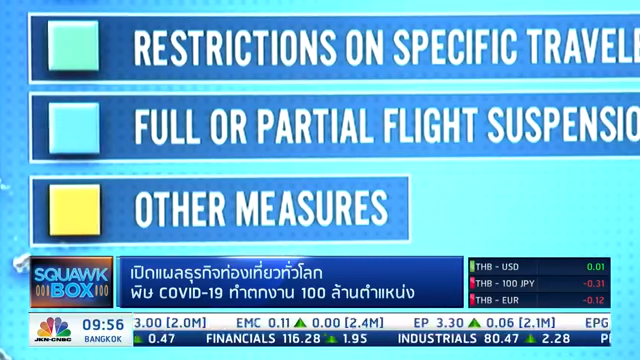 RESTRICTIONS ON SPECIFIC TRAVELE
FULL OR PARTIAL FLIGHT SUSPENSIO
OTHER MEASURES
SQUAWK
BOX
เปิดแผลธุรกิจท่องเที่ยวทั่วโลก
พิษ COVID-19 ทำตกงาน 100 ล้านตำแหน่ง
THB - USD 0.01
THB - 100 JPY -0.31
THB - EUR -0.12
JKN-CNBC
09:56
BANGKOK
3.00 [2.0M] EMC 0.11 ▲ 0.00 [2.4M] EP 3.30 ▲ 0.06 [2.1M] EPG
▲ 0.47 FINANCIALS 116.28 ▲ 1.95 INDUSTRIALS 80.47 ▲ 2.28